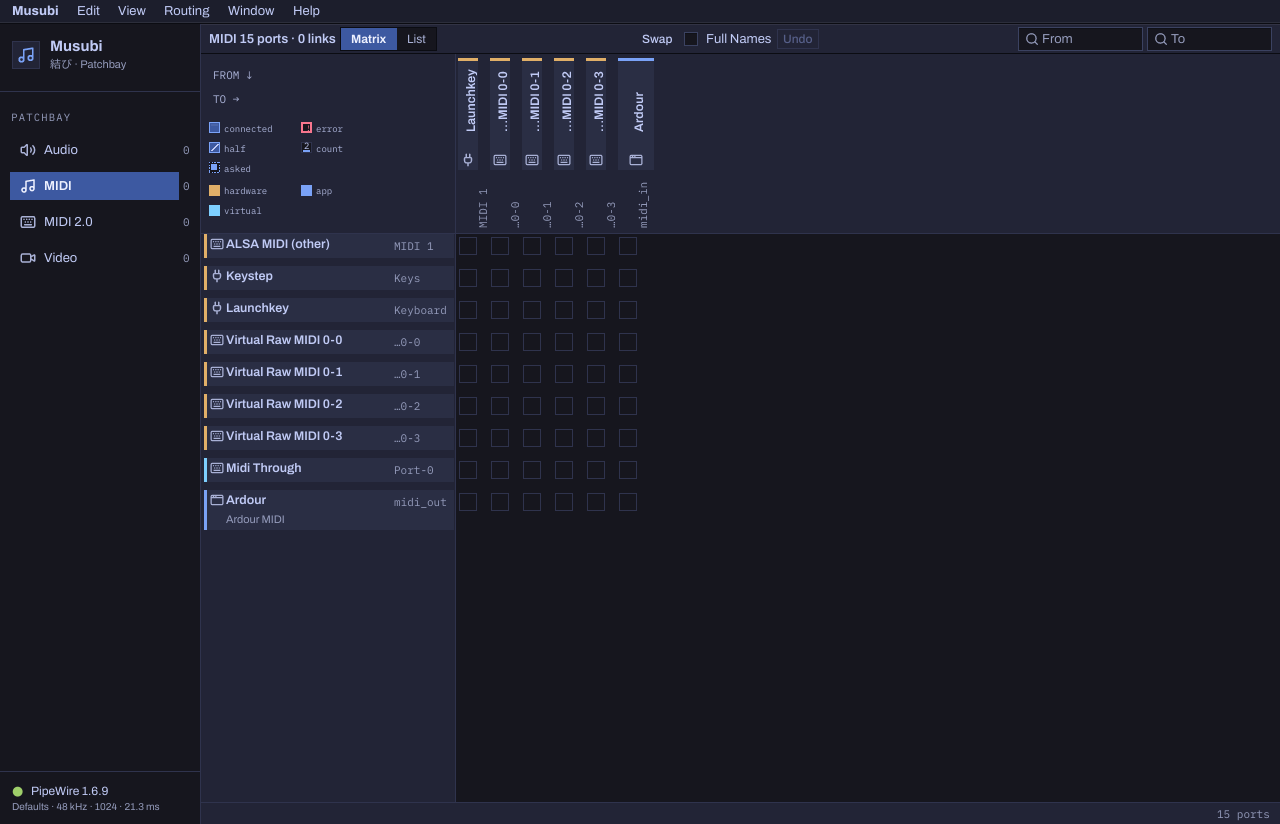 Musubi Edit View Routing Window Help
Musubi
結び · Patchbay
PATCHBAY
Audio 0
MIDI 0
MIDI 2.0 0
Video 0
PipeWire 1.6.9
Defaults · 48 kHz · 1024 · 21.3 ms
MIDI 15 ports · 0 links Matrix List Swap Full Names Undo From To
FROM ↓
TO →
connected error
half 2 count
asked
hardware app
virtual
Launchkey
…MIDI 0-0
…MIDI 0-1
…MIDI 0-2
…MIDI 0-3
Ardour
MIDI 1
…0-0
…0-1
…0-2
…0-3
midi_in
ALSA MIDI (other) MIDI 1
Keystep Keys
Launchkey Keyboard
Virtual Raw MIDI 0-0 …0-0
Virtual Raw MIDI 0-1 …0-1
Virtual Raw MIDI 0-2 …0-2
Virtual Raw MIDI 0-3 …0-3
Midi Through Port-0
Ardour midi_out
Ardour MIDI
15 ports